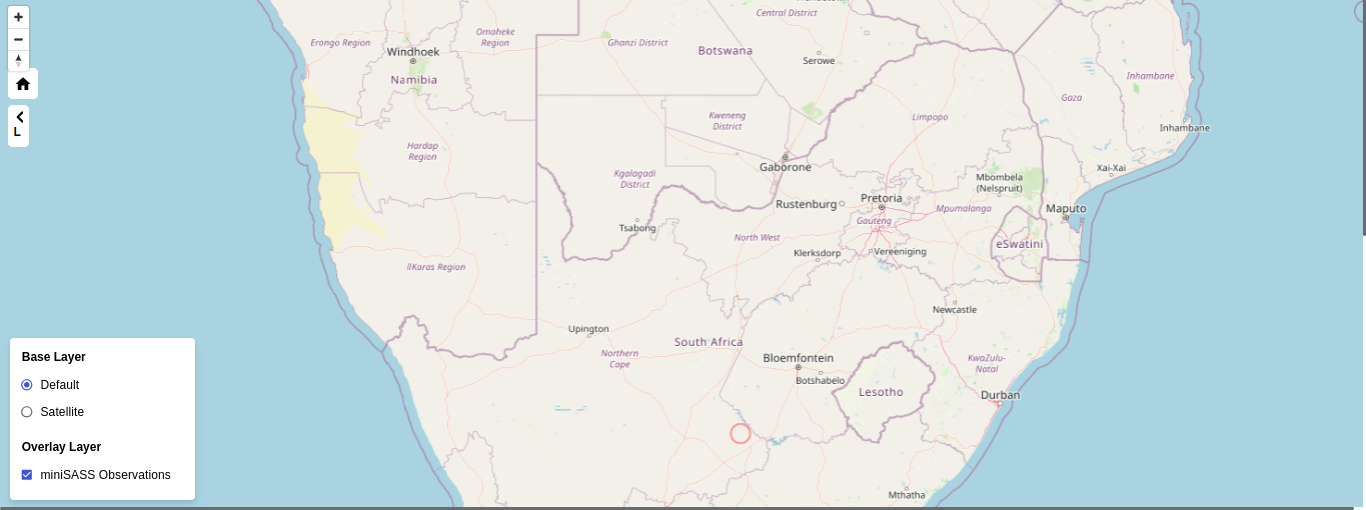 +
−
L
Central District
Omaheke
Region
Erongo Region
Ghanzi District
Windhoek
Botswana
Serowe
Namibia
Inhambane
Gaza
Kweneng
District
Limpopo
Inhambane
Hardap
Region
Gaborone
Xai-Xai
Kgalagadi
District
Mbombela
(Nelspruit)
Rustenburg
Pretoria
Mpumalanga
Maputo
Gauteng
Tsabong
North West
eSwatini
Klerksdorp
Vereeniging
ǁKaras Region
Newcastle
Upington
South Africa
Northern
Cape
Bloemfontein
KwaZulu-
Natal
Botshabelo
Lesotho
Durban
Mthatha
Base Layer
Default
Satellite
Overlay Layer
miniSASS Observations